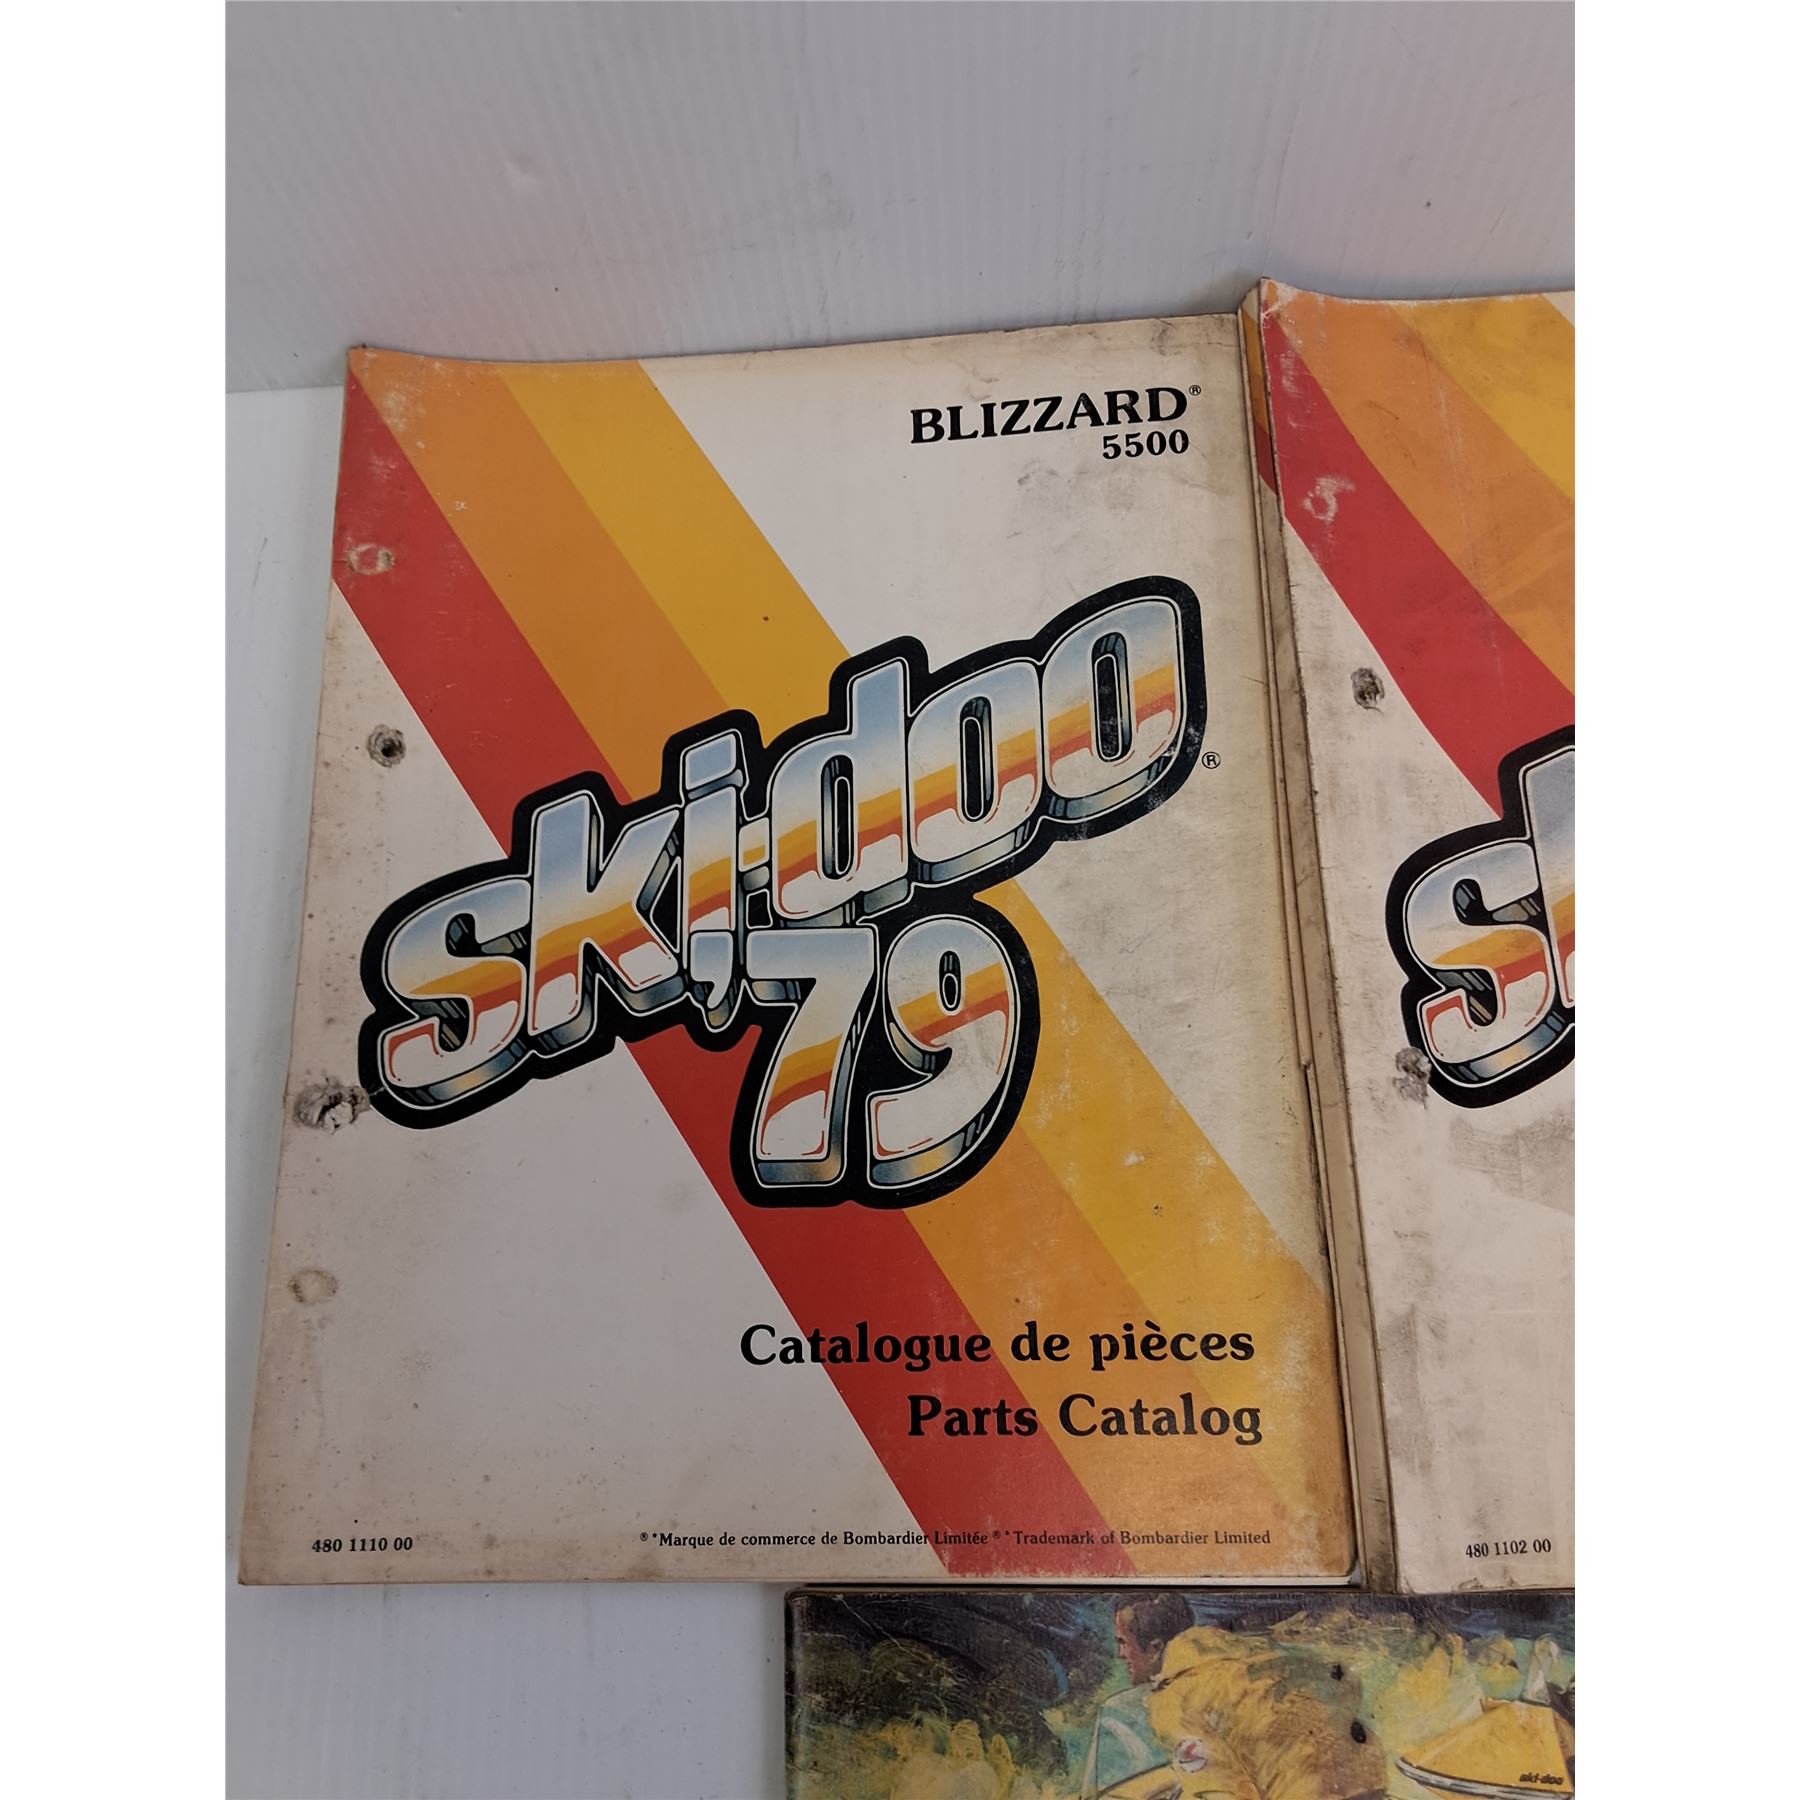 BLIZZARD®
5500
ski-doo ®
'79
Catalogue de pièces
Parts Catalog
480 1110 00
®*Marque de commerce de Bombardier Limitée ®*Trademark of Bombardier Limited
480 1102 00
ski-doo